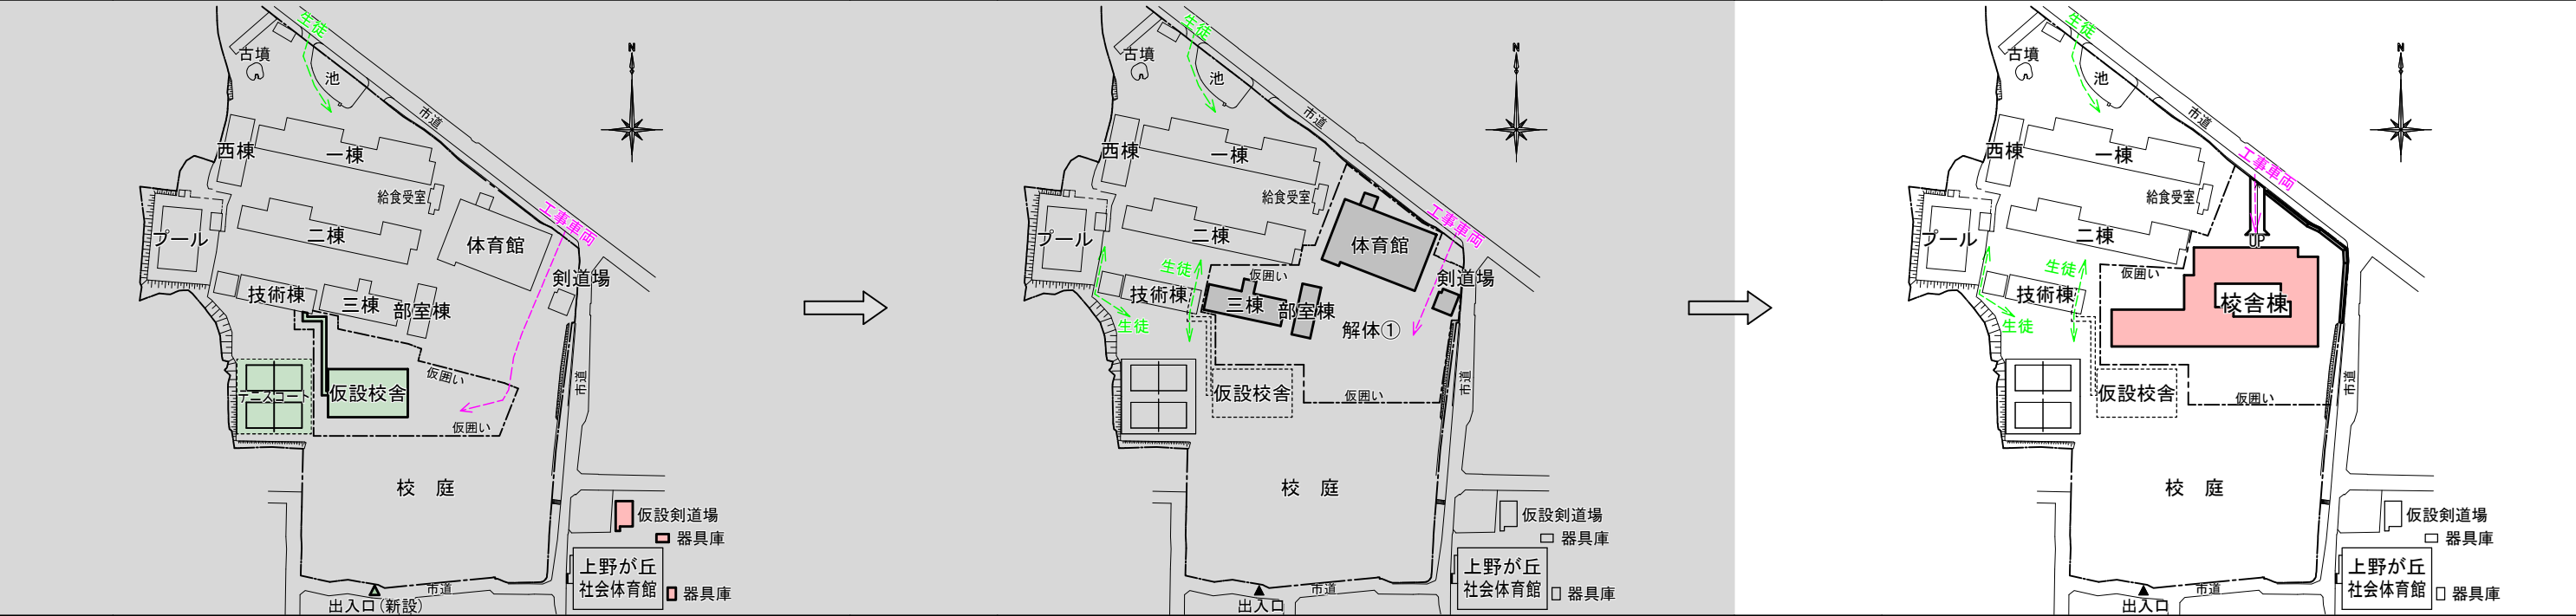 生徒
古墳
池
市道
N
西棟
一棟
給食受室
工事車両
プール
二棟
体育館
剣道場
技術棟
三棟
部室棟
仮囲い
テニスコート
仮設校舎
市道
仮囲い
校 庭
仮設剣道場
器具庫
上野が丘
社会体育館
器具庫
市道
出入口(新設)
生徒
古墳
池
市道
N
西棟
一棟
給食受室
工事車両
プール
二棟
体育館
生徒
仮囲い
剣道場
技術棟
三棟
部室棟
生徒
解体①
仮設校舎
仮囲い
市道
校 庭
仮設剣道場
器具庫
上野が丘
社会体育館
器具庫
市道
出入口
生徒
古墳
池
市道
N
西棟
一棟
工事車両
給食受室
プール
二棟
UP
生徒
仮囲い
技術棟
校舎棟
生徒
仮設校舎
仮囲い
市道
校 庭
仮設剣道場
器具庫
上野が丘
社会体育館
器具庫
市道
出入口